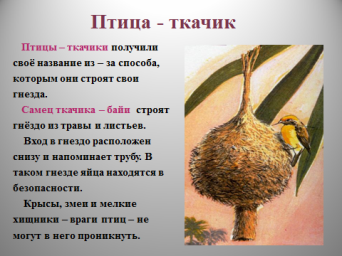 Птица - ткачик
Птицы – ткачики получили
своё название из – за способа,
которым они строят свои
гнезда.
Самец ткачика – байи строят
гнёздо из травы и листьев.
Вход в гнездо расположен
снизу и напоминает трубу. В
таком гнезде яйца находятся в
безопасности.
Крысы, змеи и мелкие
хищники – враги птиц – не
могут в него проникнуть.